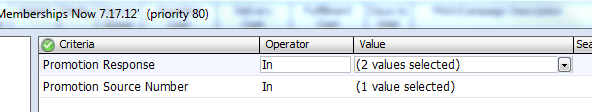 Memberships Now 7.17.12' (priority 80)
Criteria Operator Value Sea
Promotion Response In (2 values selected)
Promotion Source Number In (1 value selected)